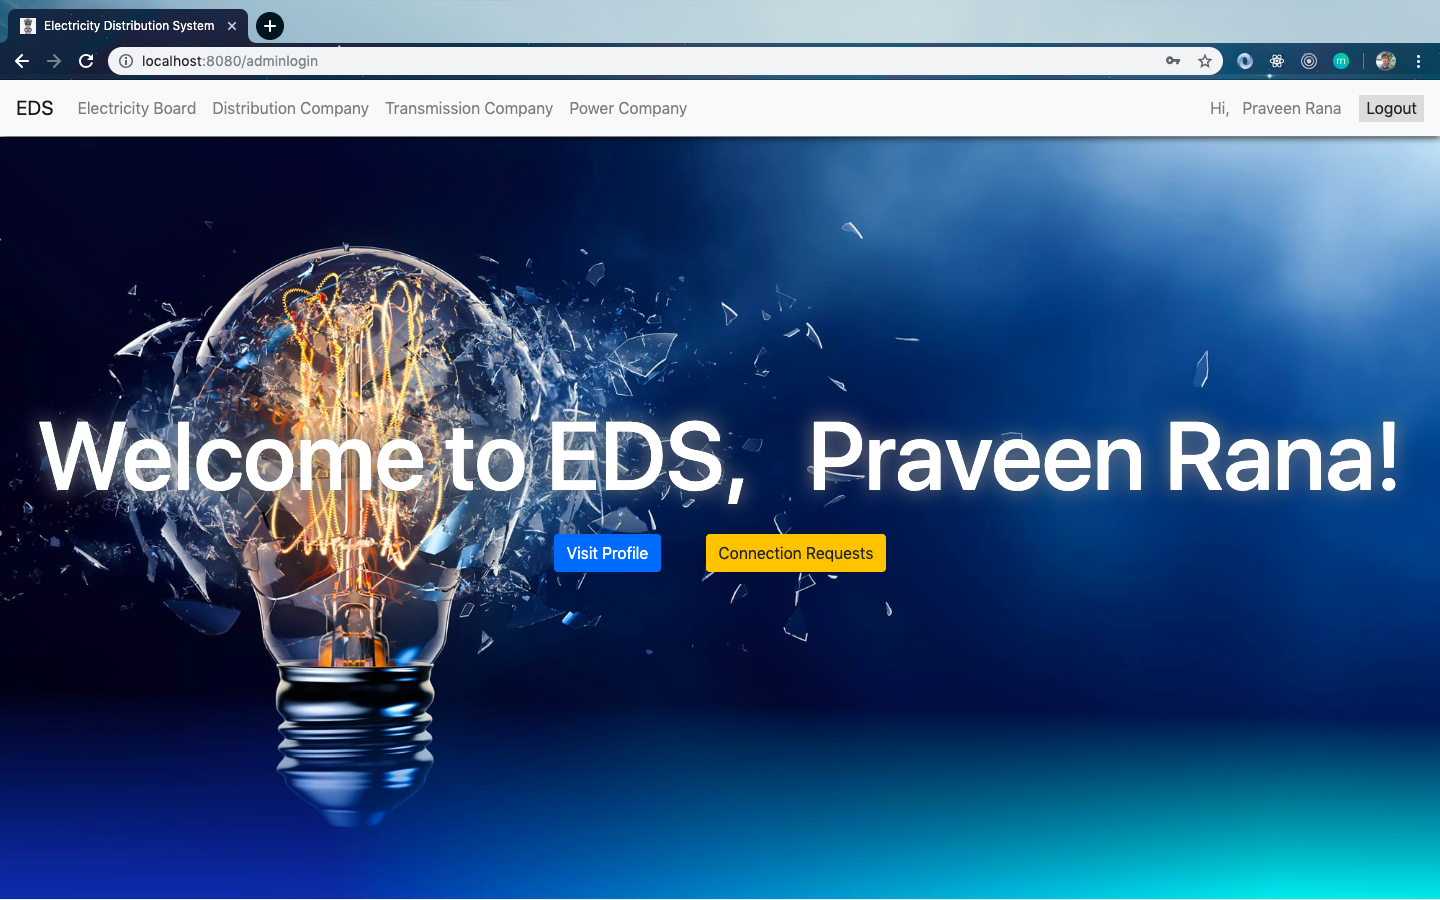 Electricity Distribution System
localhost:8080/adminlogin
m
EDS Electricity Board Distribution Company Transmission Company Power Company Hi, Praveen Rana Logout
Welcome to EDS, Praveen Rana!
Visit Profile Connection Requests